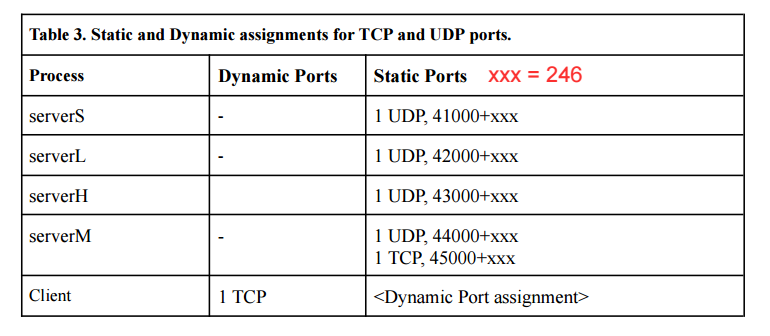 Table 3. Static and Dynamic assignments for TCP and UDP ports.
Process Dynamic Ports Static Ports xxx = 246
serverS - 1 UDP, 41000+xxx
serverL - 1 UDP, 42000+xxx
serverH 1 UDP, 43000+xxx
serverM - 1 UDP, 44000+xxx
1 TCP, 45000+xxx
Client 1 TCP <Dynamic Port assignment>